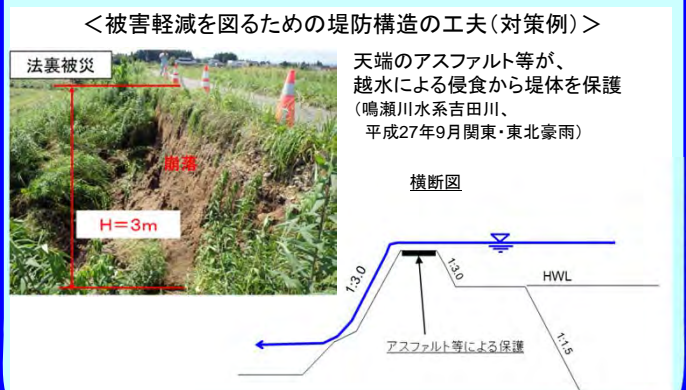 ＜被害軽減を図るための堤防構造の工夫(対策例)＞
法裏被災
天端のアスファルト等が、
越水による侵食から堤体を保護
(鳴瀬川水系吉田川、
平成27年9月関東・東北豪雨)
崩落
H＝3m
横断図
1:3.0
1:3.0
HWL
アスファルト等による保護
1:1.5